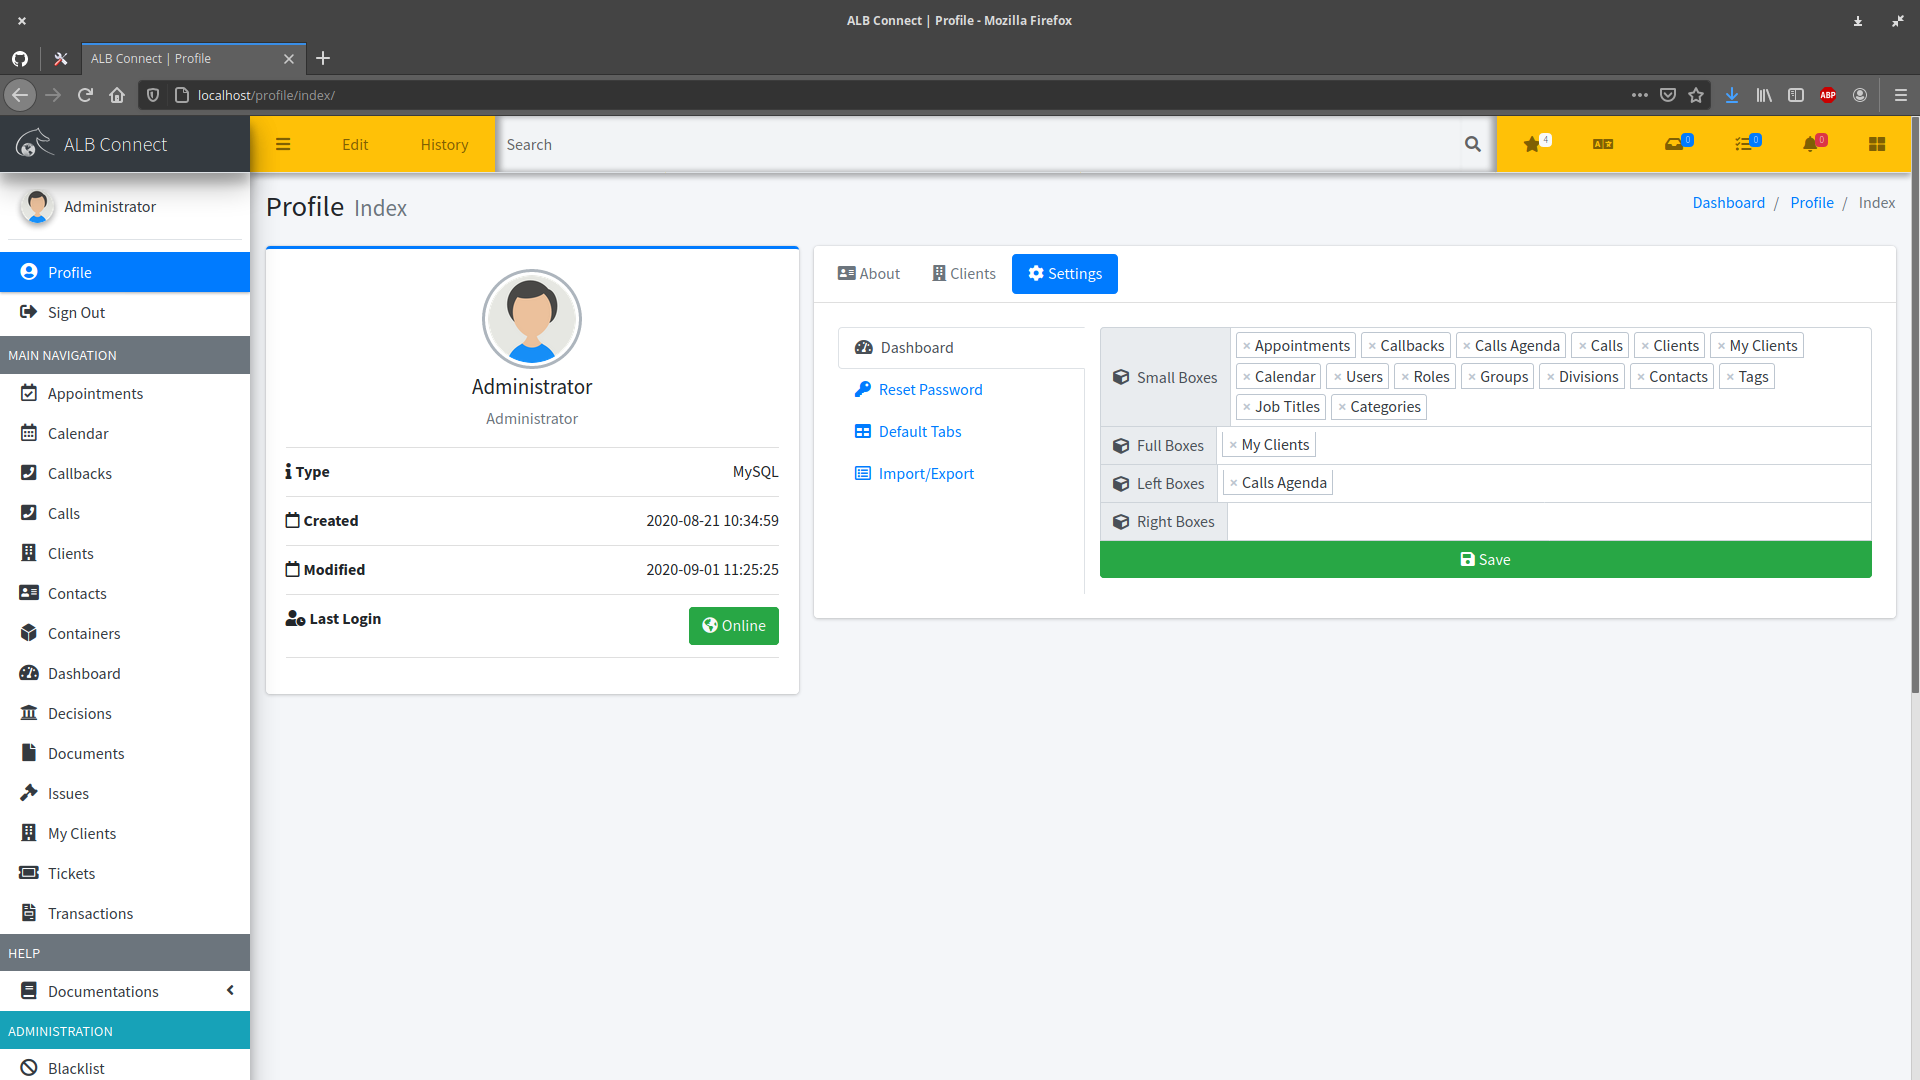 ALB Connect | Profile - Mozilla Firefox
ALB Connect | Profile
localhost/profile/index/
ABP
ALB Connect
Edit
History
Search
4
0
0
0
Administrator
Profile Index
Dashboard / Profile / Index
Profile
Sign Out
MAIN NAVIGATION
Appointments
Calendar
Callbacks
Calls
Clients
Contacts
Containers
Dashboard
Decisions
Documents
Issues
My Clients
Tickets
Transactions
HELP
Documentations
ADMINISTRATION
Blacklist
Administrator
Administrator
Type MySQL
Created 2020-08-21 10:34:59
Modified 2020-09-01 11:25:25
Last Login Online
About Clients Settings
Dashboard
Reset Password
Default Tabs
Import/Export
Small Boxes
× Appointments × Callbacks × Calls Agenda × Calls × Clients × My Clients
× Calendar × Users × Roles × Groups × Divisions × Contacts × Tags
× Job Titles × Categories
Full Boxes × My Clients
Left Boxes × Calls Agenda
Right Boxes
Save